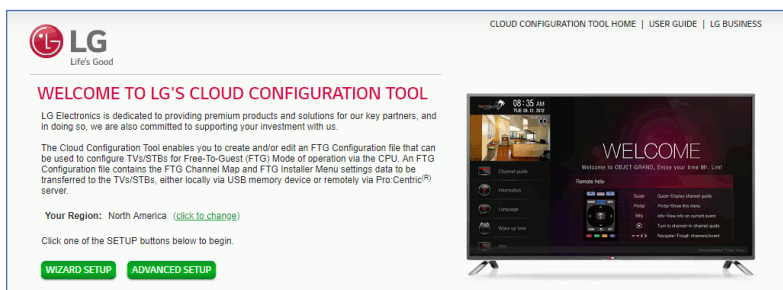 CLOUD CONFIGURATION TOOL HOME | USER GUIDE | LG BUSINESS
LG
Life's Good
WELCOME TO LG'S CLOUD CONFIGURATION TOOL
LG Electronics is dedicated to providing premium products and solutions for our key partners, and
in doing so, we are also committed to supporting your investment with us.
The Cloud Configuration Tool enables you to create and/or edit an FTG Configuration file that can
be used to configure TVs/STBs for Free-To-Guest (FTG) Mode of operation via the CPU. An FTG
Configuration file contains the FTG Channel Map and FTG Installer Menu settings data to be
transferred to the TVs/STBs, either locally via USB memory device or remotely via Pro:Centric(R)
server.
Your Region: North America (click to change)
Click one of the SETUP buttons below to begin.
WIZARD SETUP ADVANCED SETUP
08:35 AM
TUE 09. 12. 2012
Channel guide
Information
Language
Wake up time
WELCOME
Welcome to OBJET GRAND, Enjoy your time Mr. Lim!
Remote help
Guide Guide-Display channel guide
Portal Portal-Show this menu
Info Info-View info on current event
Turn to channel-in channel guide
Navigate-Trough channels/event